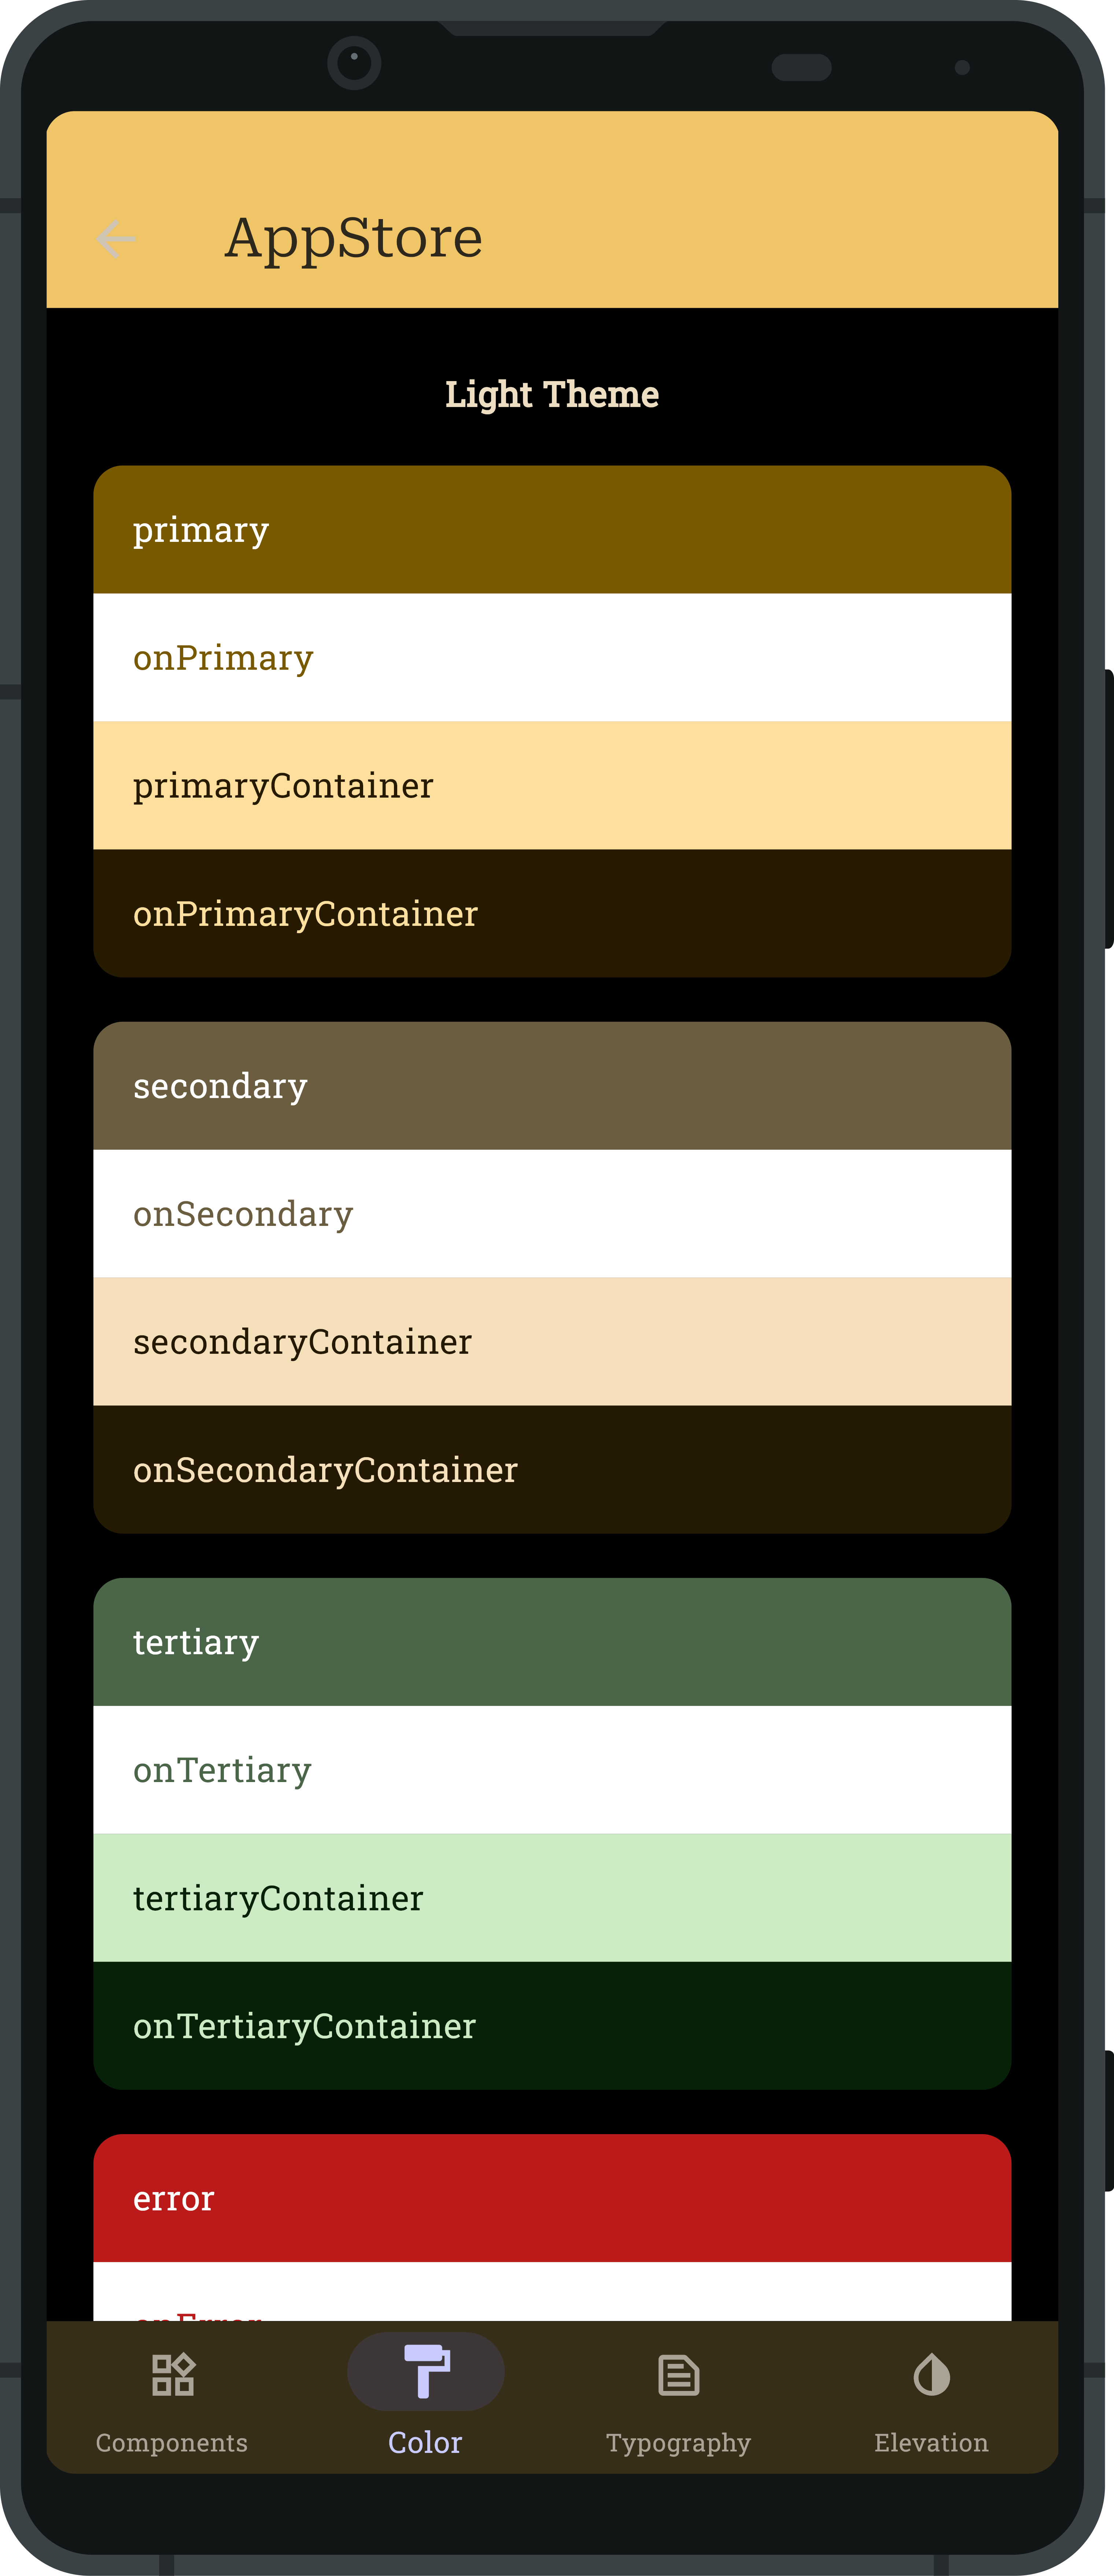 AppStore
Light Theme
primary
onPrimary
primaryContainer
onPrimaryContainer
secondary
onSecondary
secondaryContainer
onSecondaryContainer
tertiary
onTertiary
tertiaryContainer
onTertiaryContainer
error
onError
Components
Color
Typography
Elevation